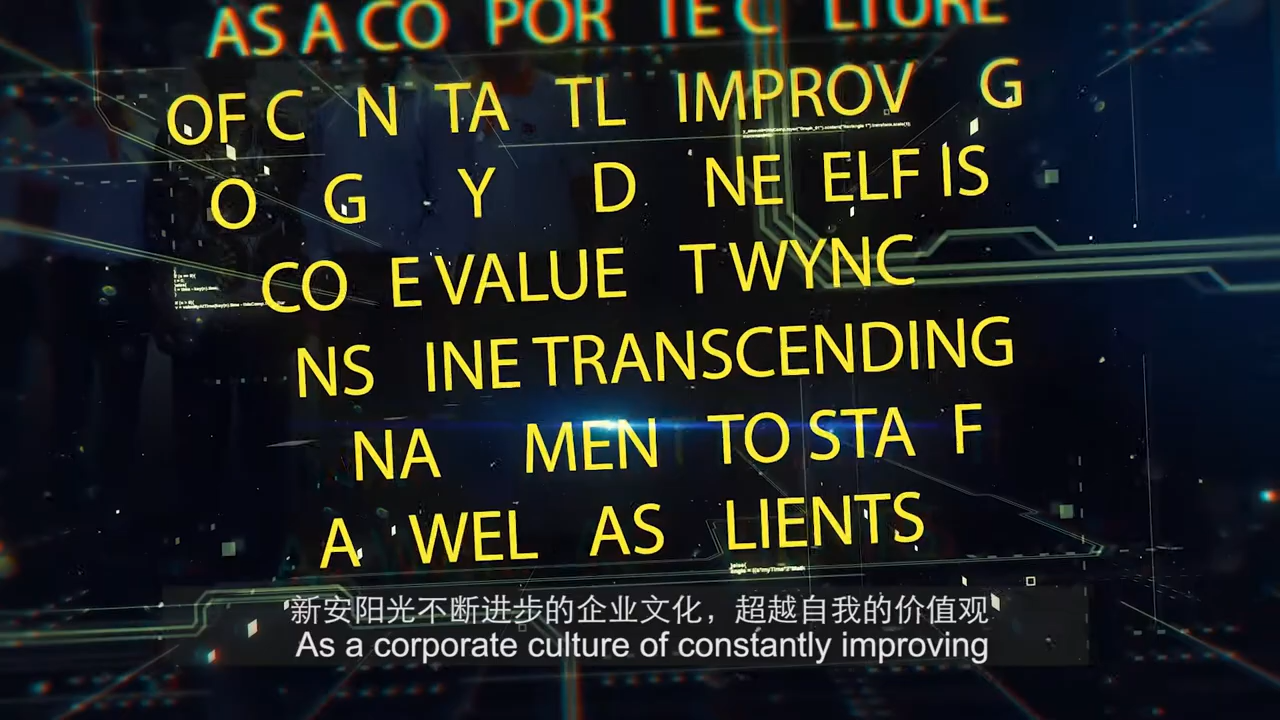 AS A CO POR TE C LTURE
OF C N TA TL IMPROV G
O G Y D NE ELF IS
CO E VALUE T WYNC
NS INE TRANSCENDING
NA MEN TO STA F
A WEL AS LIENTS
新安阳光不断进步的企业文化，超越自我的价值观
As a corporate culture of constantly improving